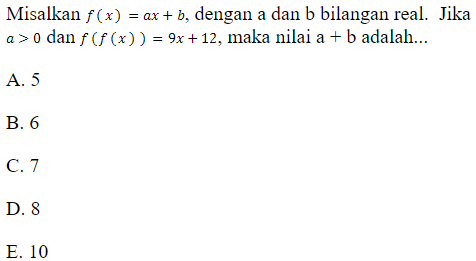 Misalkan f(x) = ax + b, dengan a dan b bilangan real. Jika
a > 0 dan f(f(x)) = 9x + 12, maka nilai a + b adalah...
A. 5
B. 6
C. 7
D. 8
E. 10